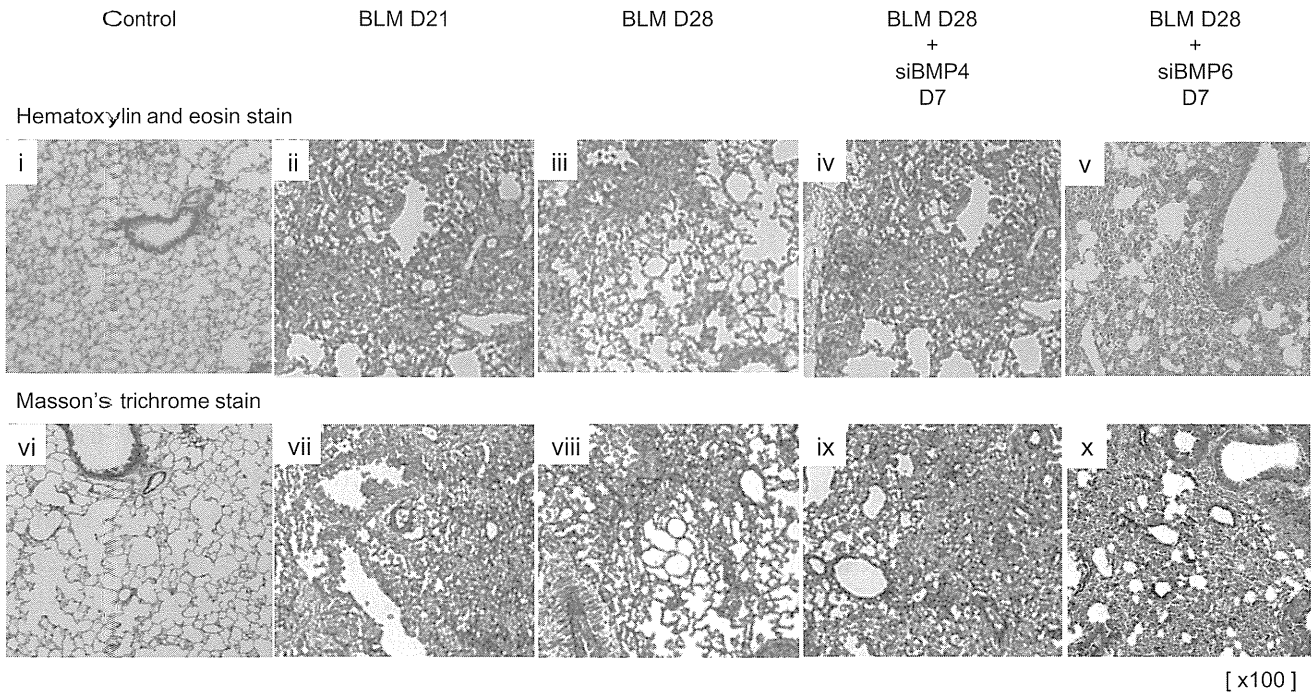 Control
BLM D21
BLM D28
BLM D28
+
siBMP4
D7
BLM D28
+
siBMP6
D7
Hematoxylin and eosin stain
i
ii
iii
iv
v
Masson's trichrome stain
vi
vii
viii
ix
x
[ x100 ]